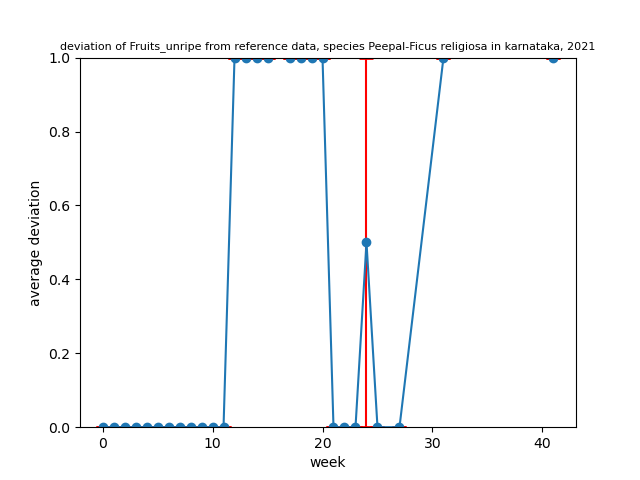 deviation of Fruits_unripe from reference data, species Peepal-Ficus religiosa in karnataka, 2021
1.0
0.8
0.6
0.4
0.2
0.0
average deviation
0 10 20 30 40
week